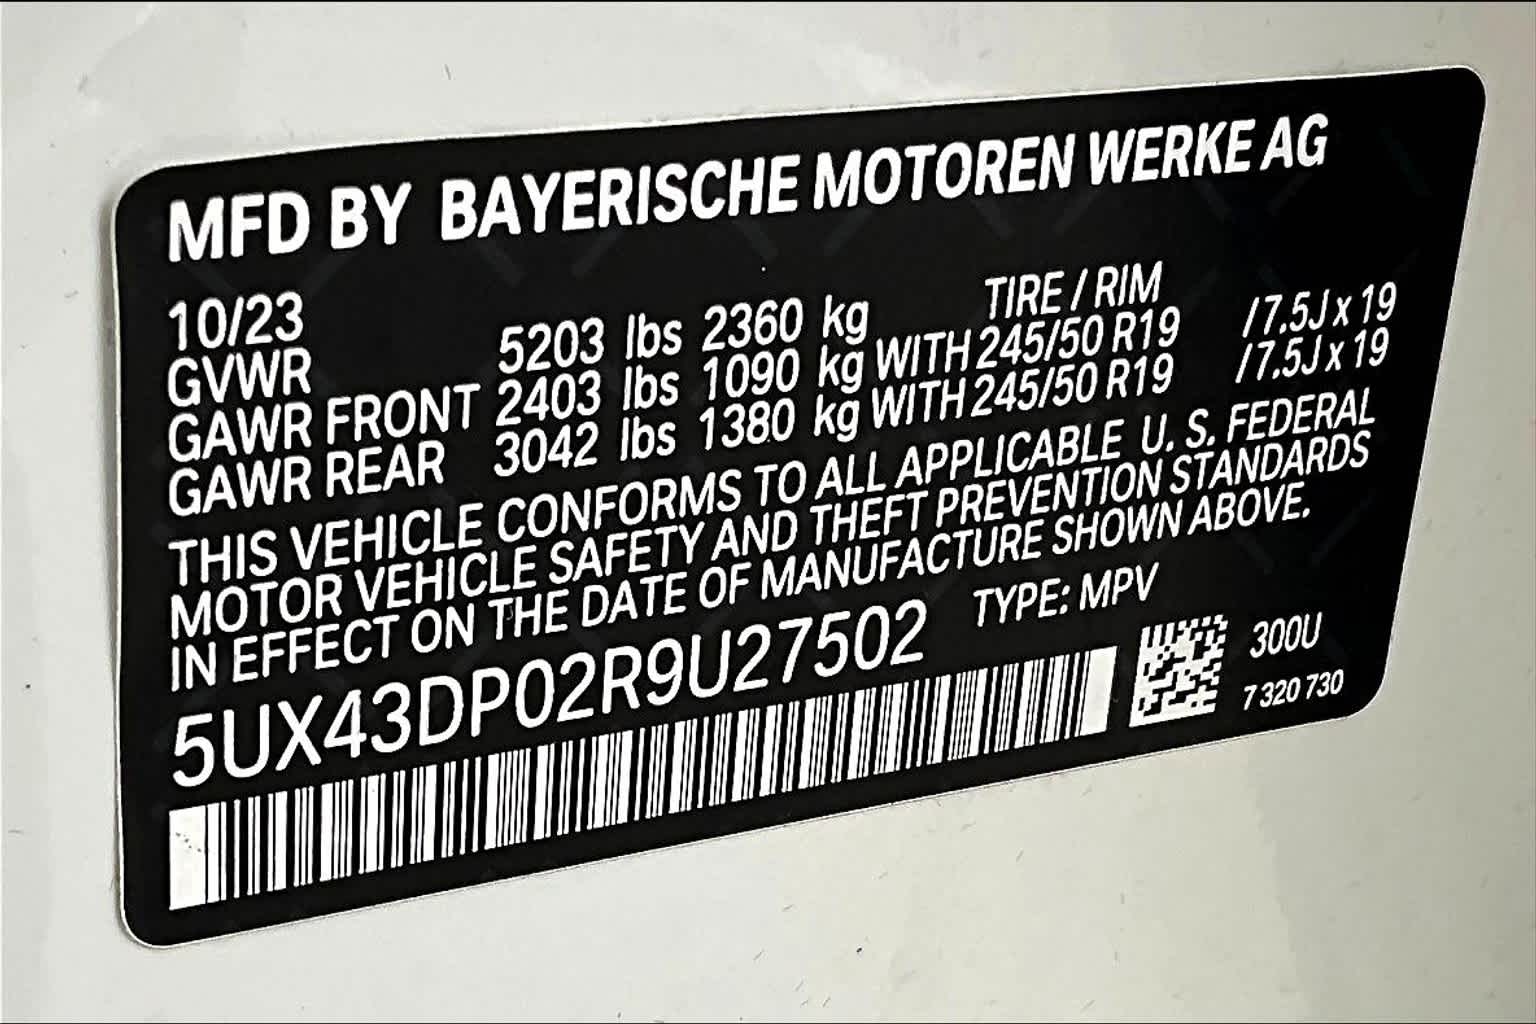 MFD BY BAYERISCHE MOTOREN WERKE AG
10/23 TIRE / RIM
GVWR 5203 lbs 2360 kg
GAWR FRONT 2403 lbs 1090 kg WITH 245/50 R19 /7.5J x 19
GAWR REAR 3042 lbs 1380 kg WITH 245/50 R19 /7.5J x 19
THIS VEHICLE CONFORMS TO ALL APPLICABLE U. S. FEDERAL
MOTOR VEHICLE SAFETY AND THEFT PREVENTION STANDARDS
IN EFFECT ON THE DATE OF MANUFACTURE SHOWN ABOVE.
5UX43DP02R9U27502 TYPE: MPV
300U
7 320 730